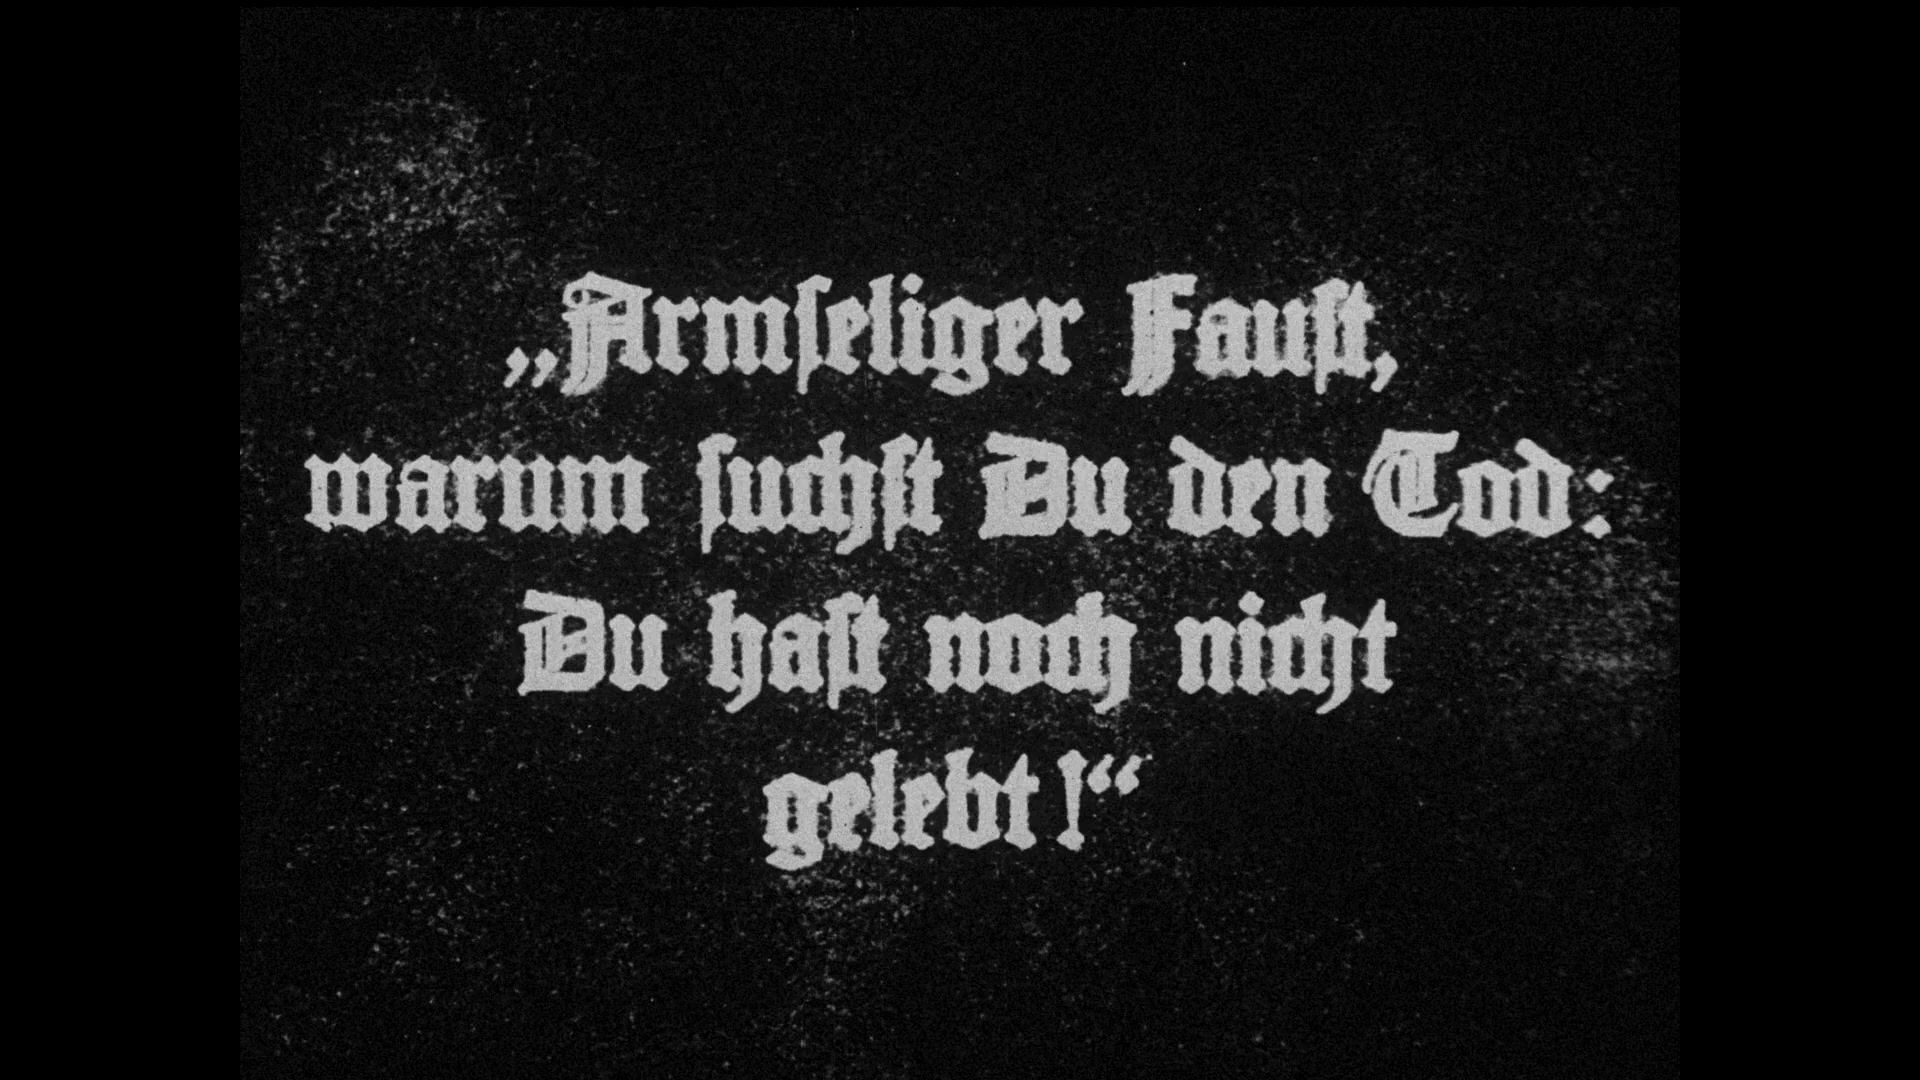 „Armſeliger Fauſt,
warum ſuchſt Du den Tod:
Du haſt noch nicht
gelebt!“